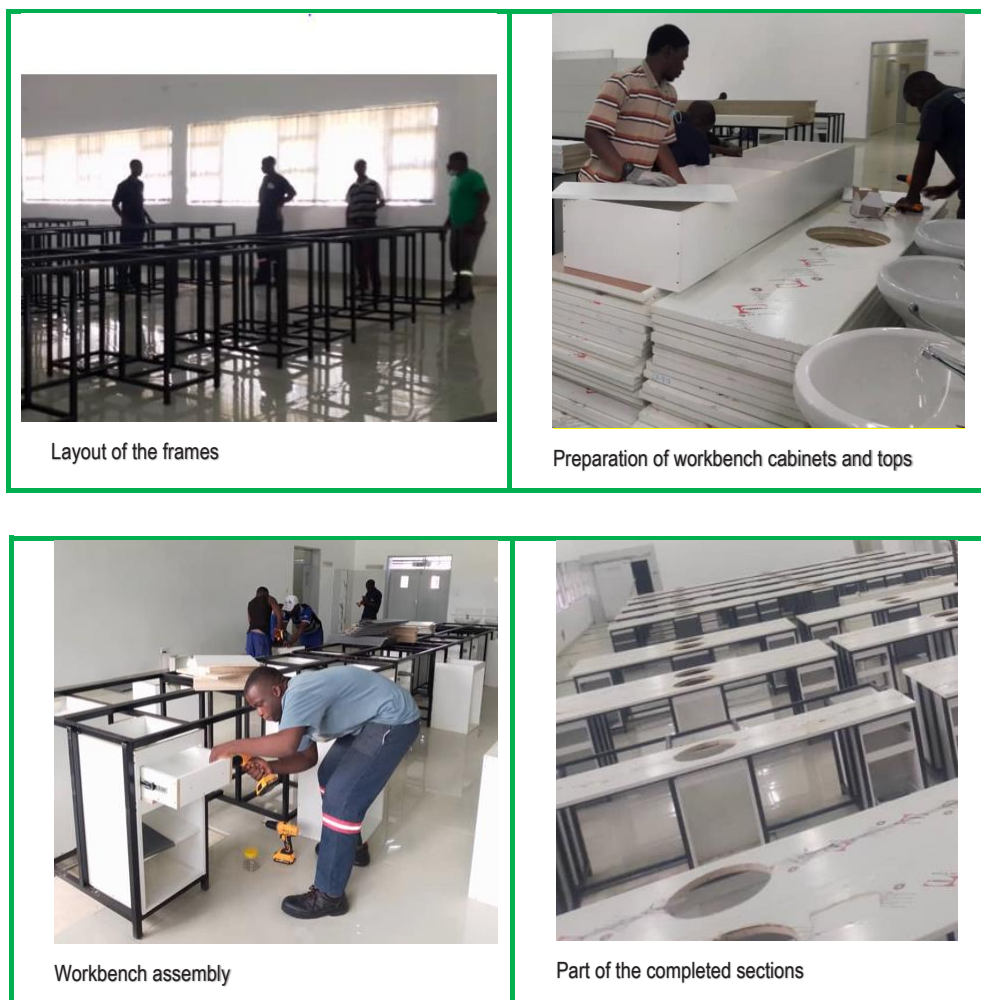 Layout of the frames
Preparation of workbench cabinets and tops
Workbench assembly
Part of the completed sections